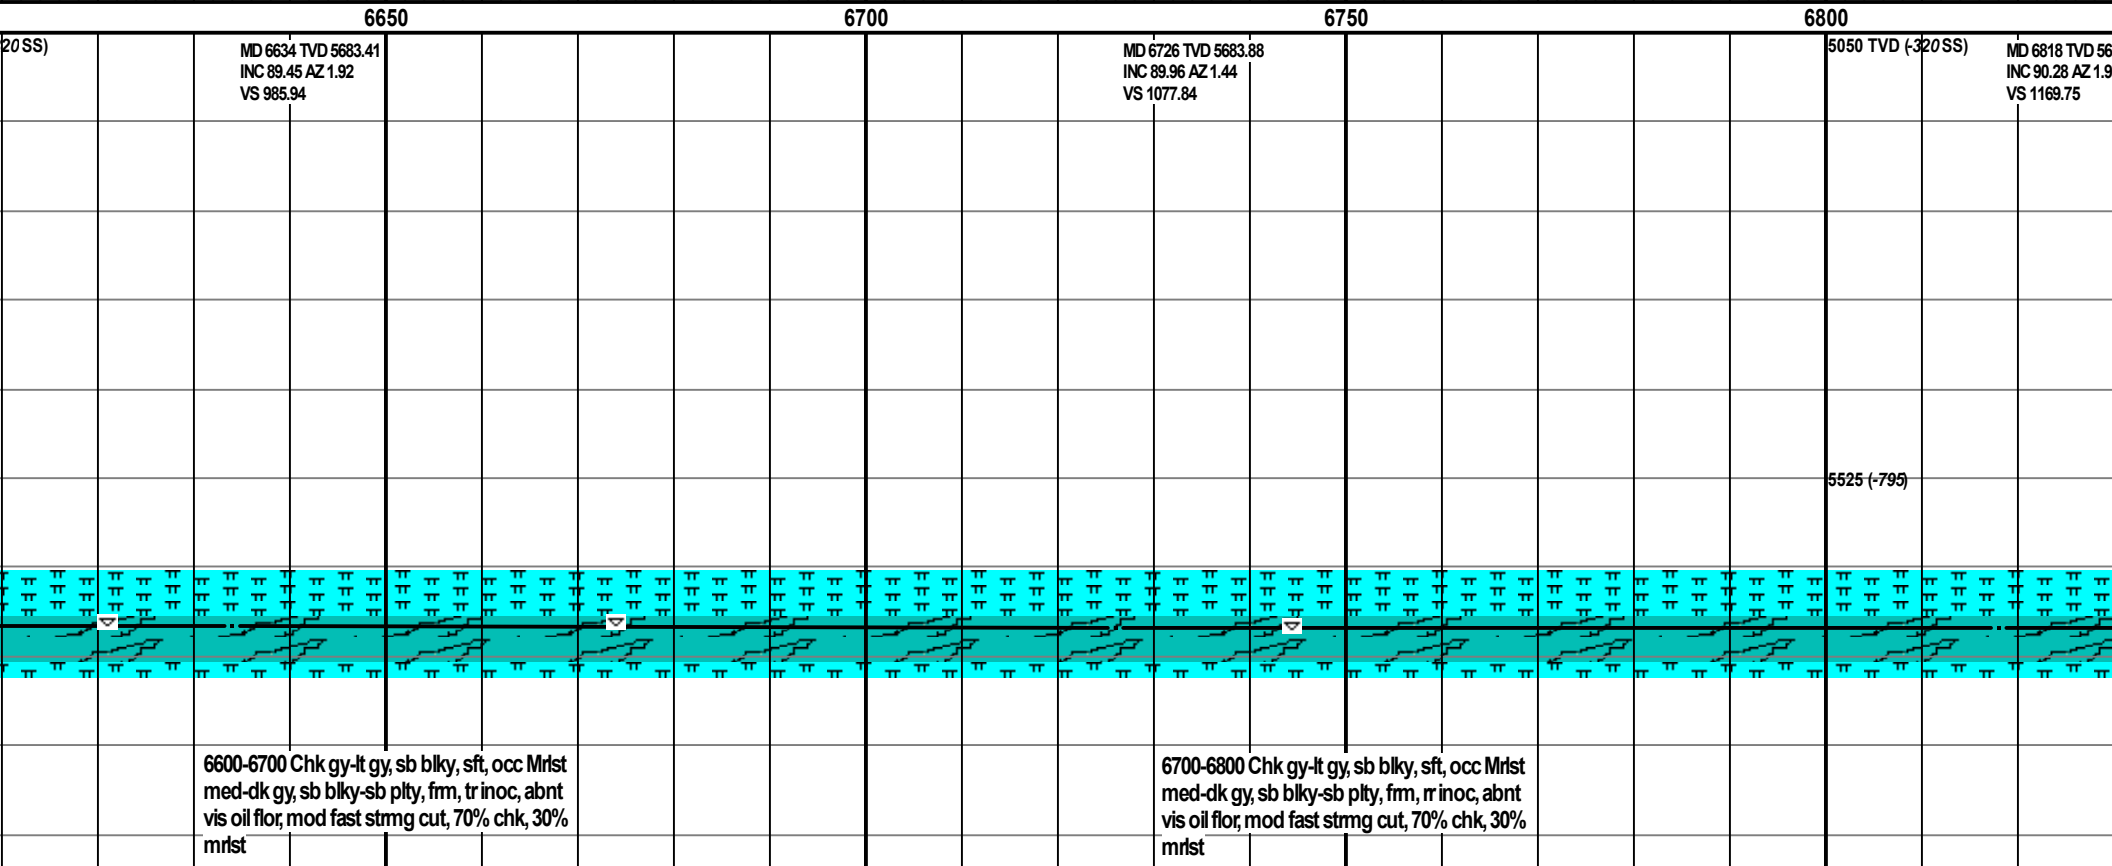 6650 6700 6750 6800
20 SS)
MD 6634 TVD 5683.41
INC 89.45 AZ 1.92
VS 985.94
MD 6726 TVD 5683.88
INC 89.96 AZ 1.44
VS 1077.84
5050 TVD (-320 SS)
MD 6818 TVD 56
INC 90.28 AZ 1.9
VS 1169.75
5525 (-795)
6600-6700 Chk gy-lt gy, sb blky, sft, occ Mrlst
med-dk gy, sb blky-sb plty, frm, tr inoc, abnt
vis oil flor, mod fast strmg cut, 70% chk, 30%
mrlst
6700-6800 Chk gy-lt gy, sb blky, sft, occ Mrlst
med-dk gy, sb blky-sb plty, frm, rr inoc, abnt
vis oil flor, mod fast strmg cut, 70% chk, 30%
mrlst